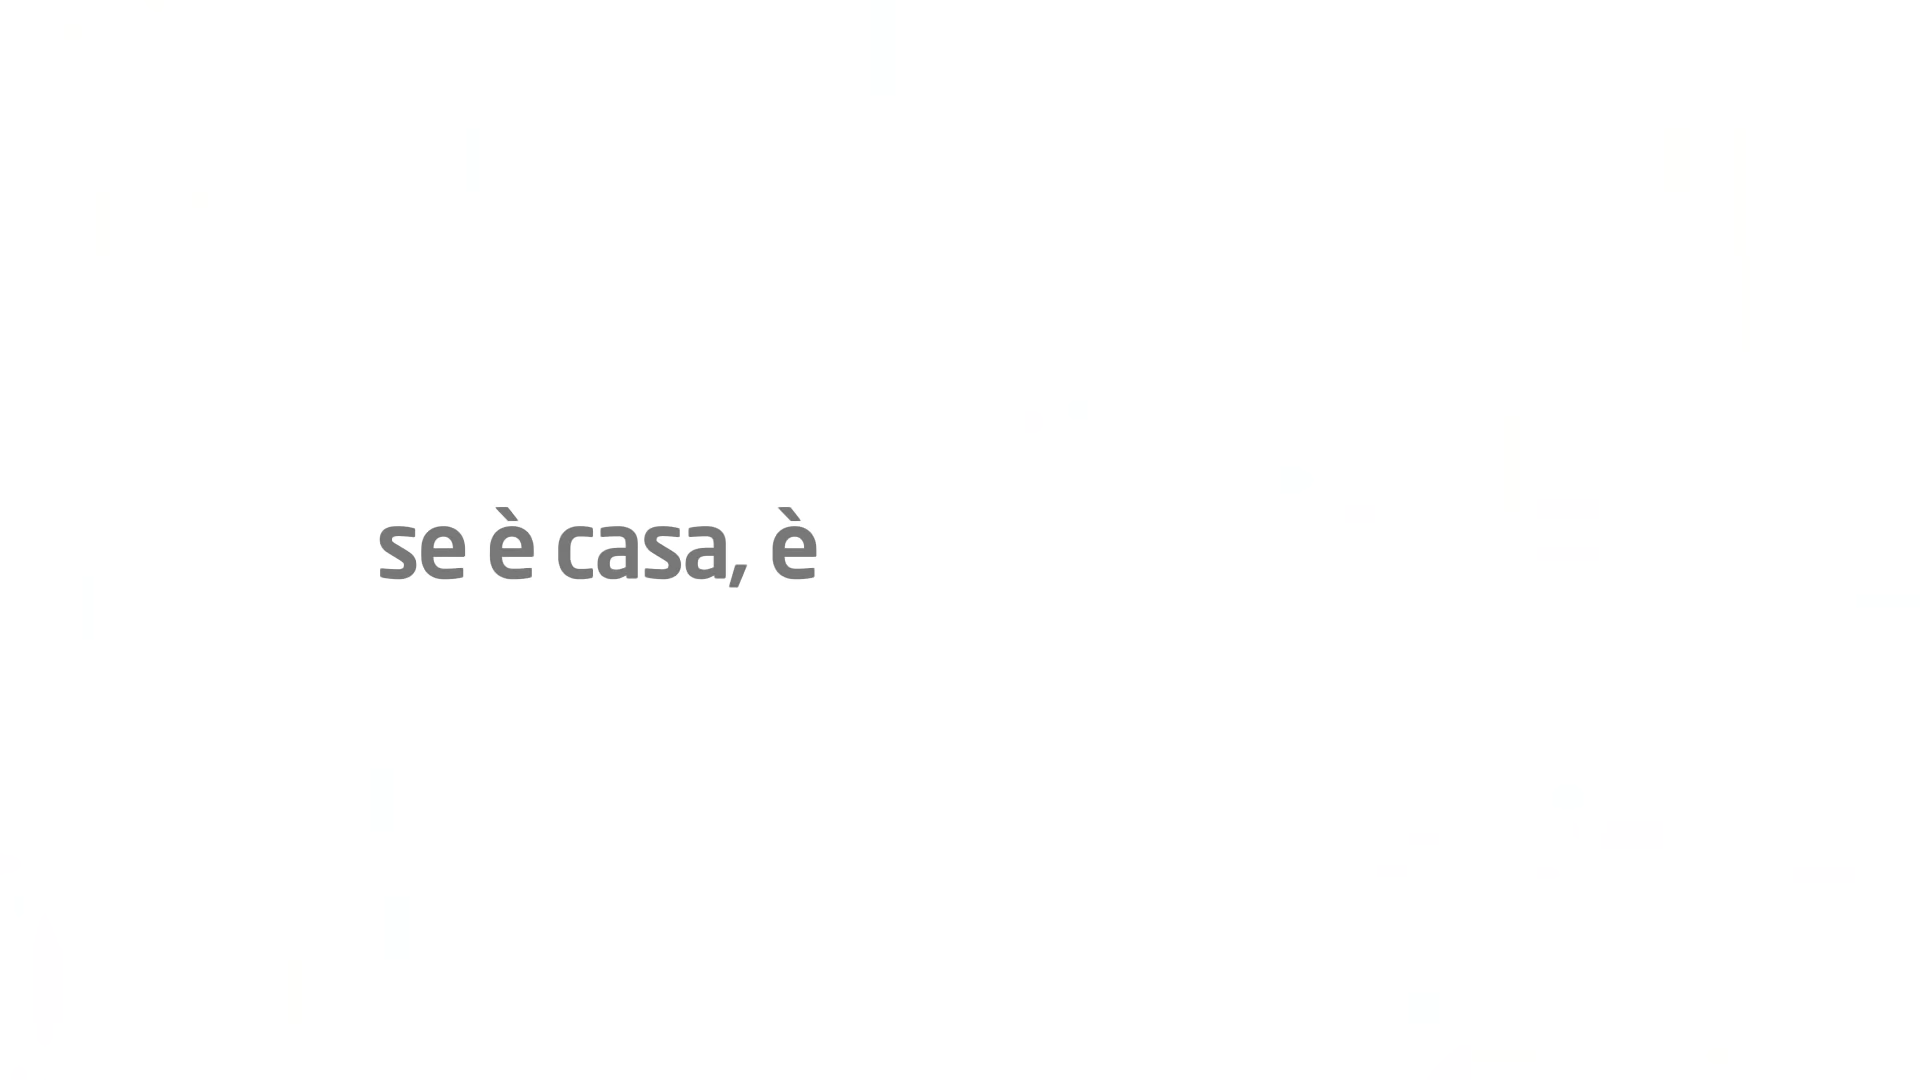 se è casa, è